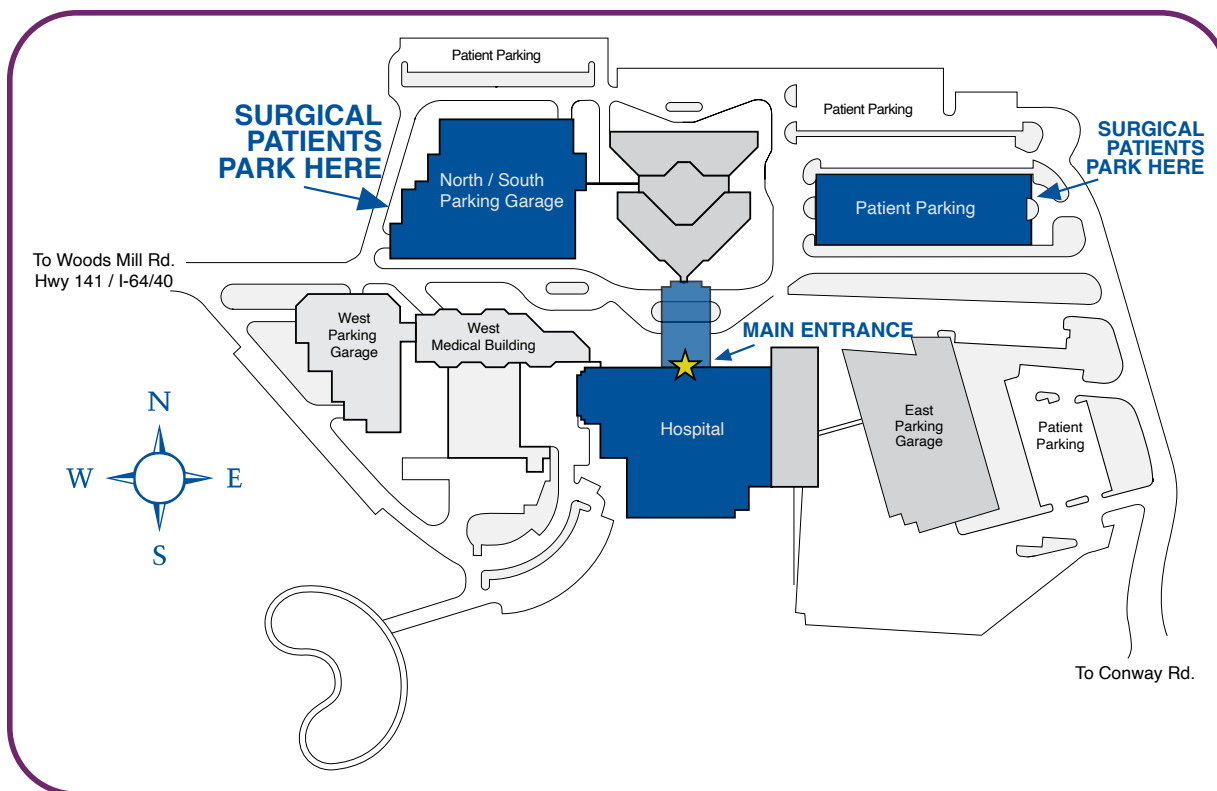 Patient Parking
Patient Parking
SURGICAL
PATIENTS
PARK HERE
SURGICAL
PATIENTS
PARK HERE
North / South
Parking Garage
Patient Parking
To Woods Mill Rd.
Hwy 141 / I-64/40
West
Parking
Garage
West
Medical Building
MAIN ENTRANCE
Hospital
East
Parking
Garage
Patient
Parking
N
W
E
S
To Conway Rd.